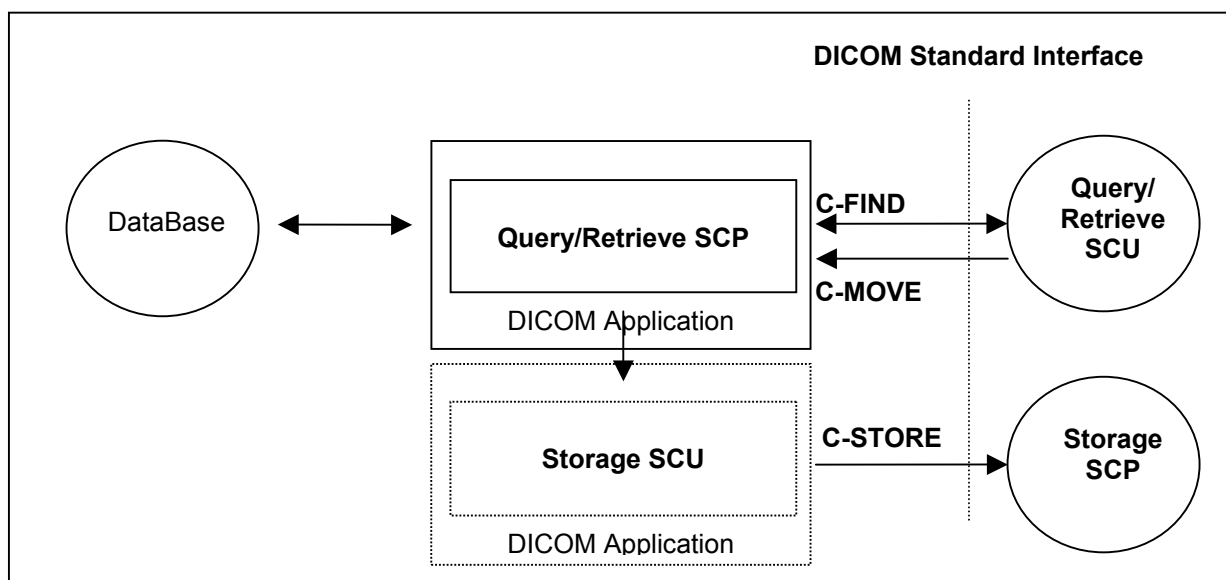 DICOM Standard Interface
DataBase
Query/Retrieve SCP
DICOM Application
C-FIND
C-MOVE
Query/
Retrieve
SCU
Storage SCU
DICOM Application
C-STORE
Storage
SCP